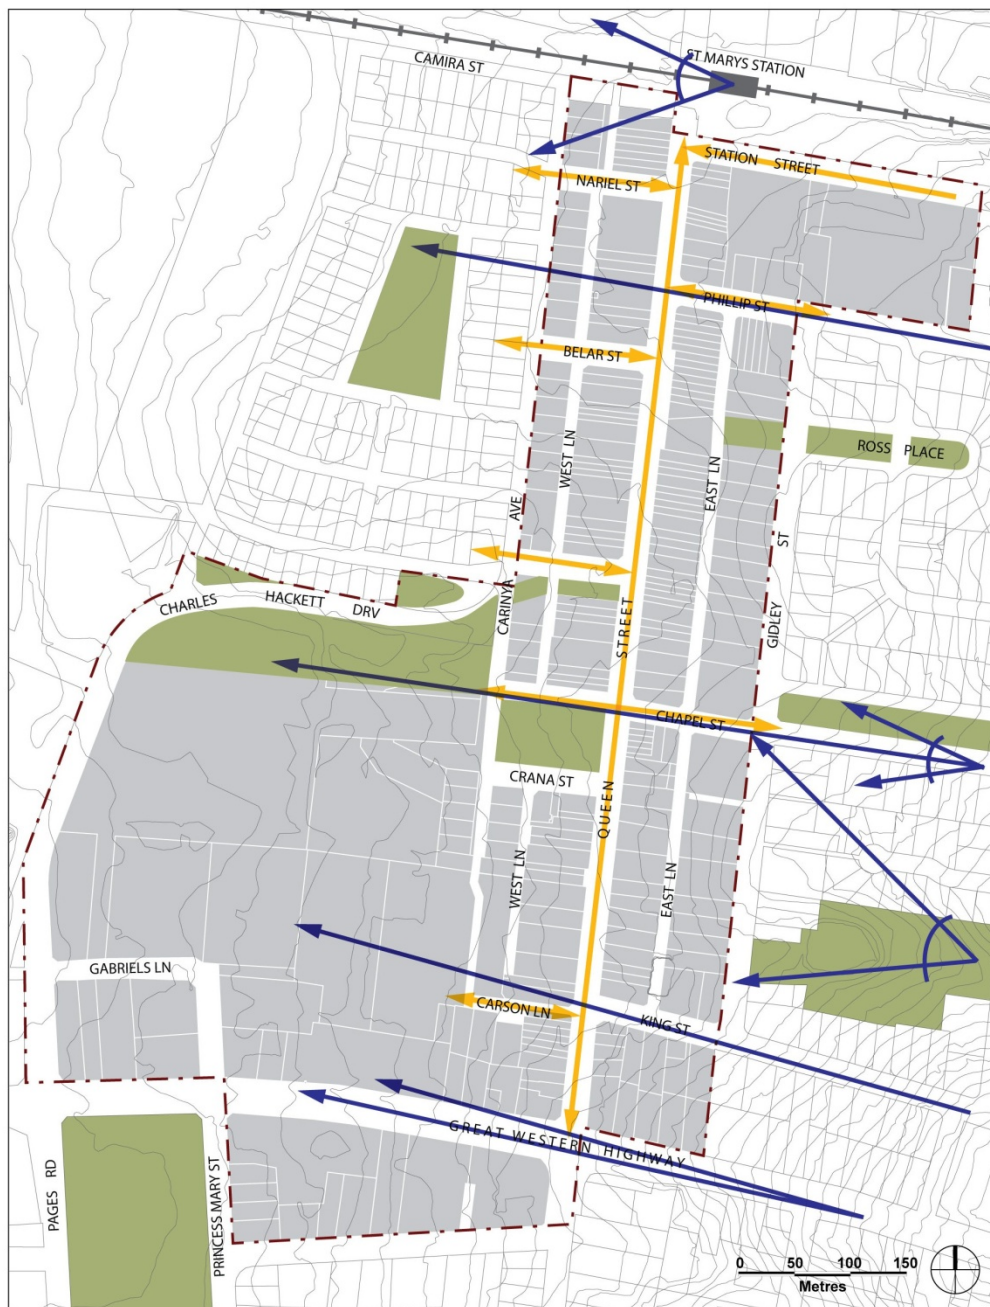 ST MARYS STATION
CAMIRA ST
STATION STREET
NARIEL ST
PHILLIP ST
BELAR ST
WEST LN
EAST LN
ROSS PLACE
CARINYA AVE
GIDLEY ST
CHARLES HACKETT DRV
QUEEN STREET
CHAPEL ST
CRANA ST
WEST LN
EAST LN
GABRIELS LN
CARSON LN
KING ST
GREAT WESTERN HIGHWAY
PAGES RD
PRINCESS MARY ST
0 50 100 150
Metres